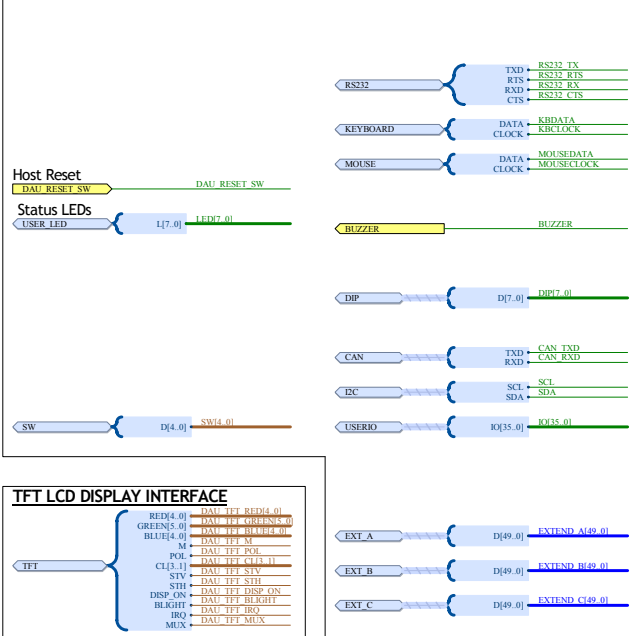 Host Reset
DAU_RESET_SW DAU_RESET_SW
Status LEDs
USER_LED L[7..0] LED[7..0]
SW D[4..0] SW[4..0]
RS232
TXD RS232_TX
RTS RS232_RTS
RXD RS232_RX
CTS RS232_CTS
KEYBOARD
DATA KBDATA
CLOCK KBCLOCK
MOUSE
DATA MOUSEDATA
CLOCK MOUSECLOCK
BUZZER BUZZER
DIP D[7..0] DIP[7..0]
CAN
TXD CAN_TXD
RXD CAN_RXD
I2C
SCL SCL
SDA SDA
USERIO IO[35..0] IO[35..0]
TFT LCD DISPLAY INTERFACE
TFT
RED[4..0] DAU_TFT_RED[4..0]
GREEN[5..0] DAU_TFT_GREEN[5..0]
BLUE[4..0] DAU_TFT_BLUE[4..0]
M DAU_TFT_M
POL DAU_TFT_POL
CL[3..1] DAU_TFT_CL[3..1]
STV DAU_TFT_STV
STH DAU_TFT_STH
DISP_ON DAU_TFT_DISP_ON
BLIGHT DAU_TFT_BLIGHT
IRQ DAU_TFT_IRQ
MUX DAU_TFT_MUX
EXT_A D[49..0] EXTEND_A[49..0]
EXT_B D[49..0] EXTEND_B[49..0]
EXT_C D[49..0] EXTEND_C[49..0]